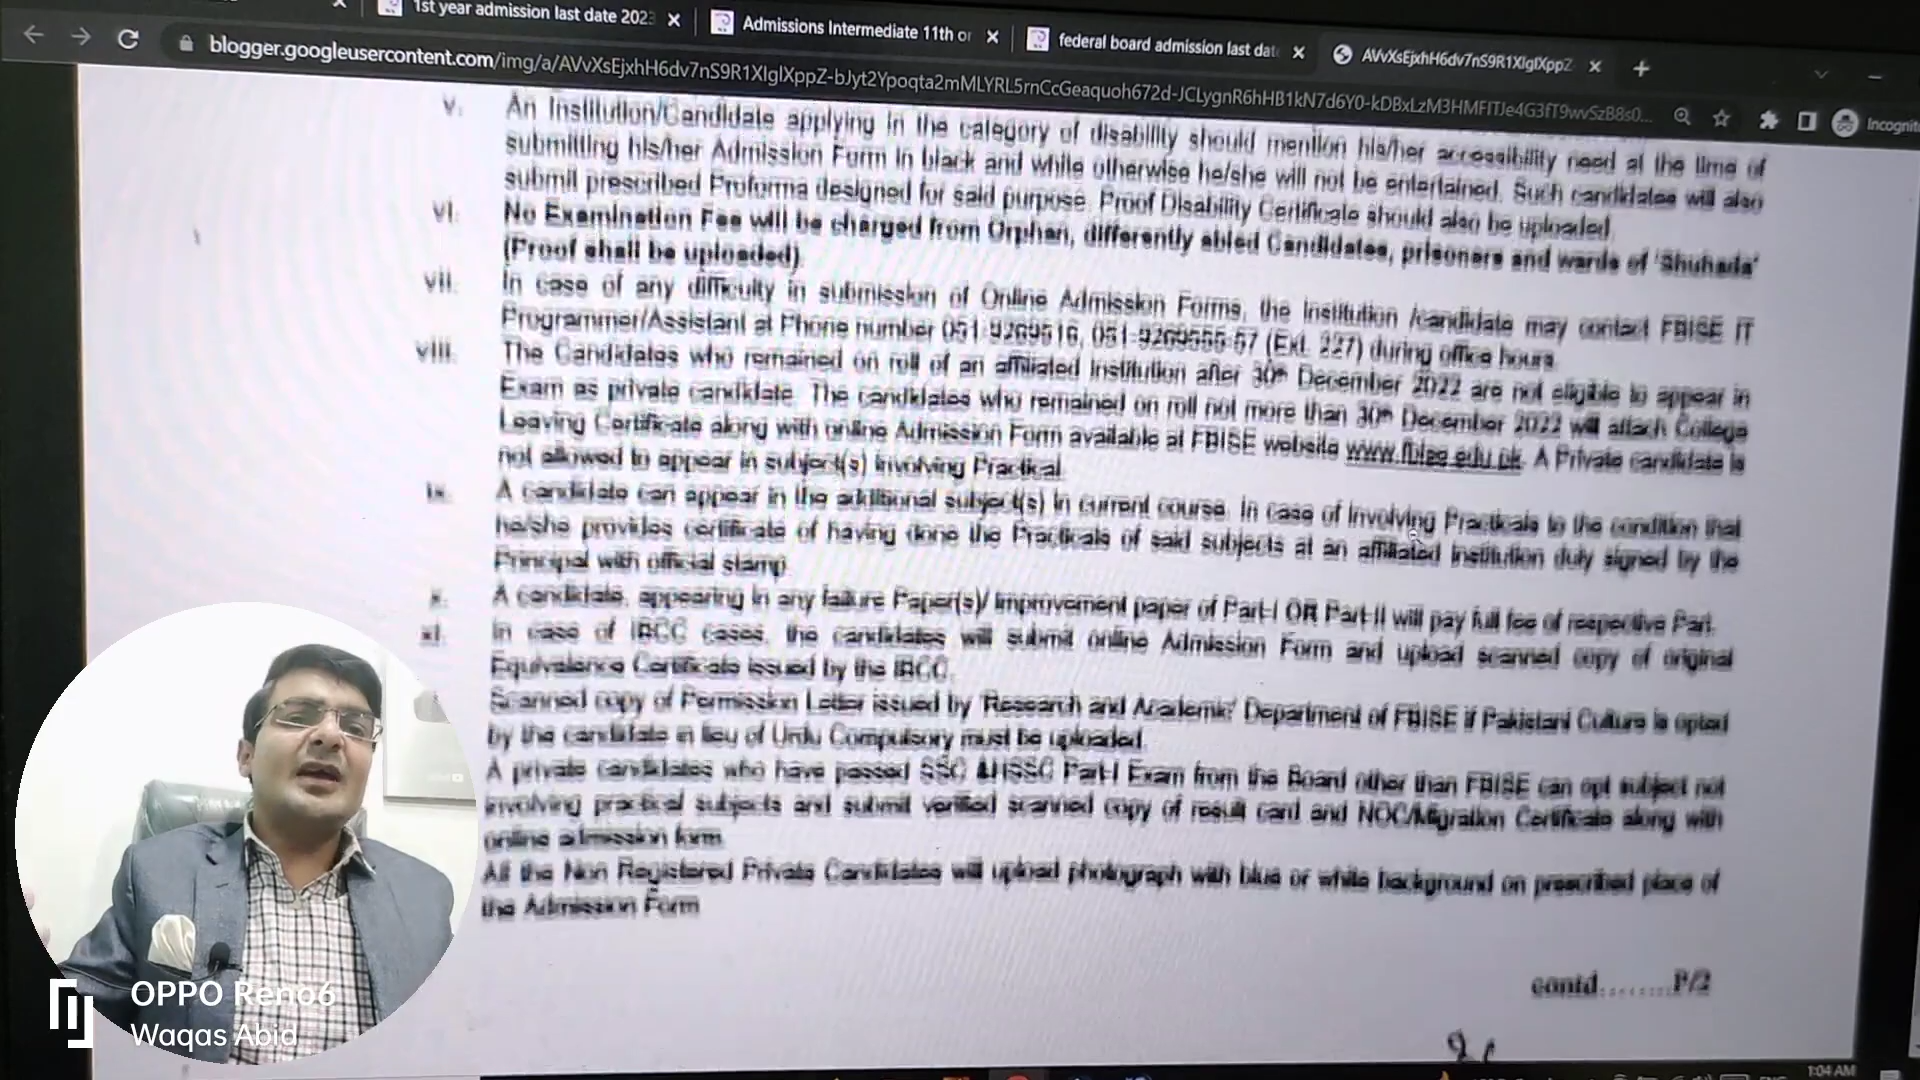 1st year admission last date 2023
Admissions Intermediate 11th or
federal board admission last date
AVvXsEjxhH6dv7nS9R1XIglXppZ
blogger.googleusercontent.com/img/a/AVvXsEjxhH6dv7nS9R1XIglXppZ-bJyt2Ypoqta2mMLYRL5rnCcGeaquoh672d-JCLygnR6hHB1kN7d6Y0-kDBxLzM3HMFITJe4G3fT9wvSzB8s0...
Incognit
v. An Institution/Candidate applying in the category of disability should mention his/her accessibility need at the time of
submitting his/her Admission Form in black and while otherwise he/she will not be entertained. Such candidates will also
submit prescribed Proforma designed for said purpose. Proof Disability Certificate should also be uploaded.
vi. No Examination Fee will be charged from Orphan, differently abled Candidates, prisoners and wards of 'Shuhada'
(Proof shall be uploaded).
vii. In case of any difficulty in submission of Online Admission Forms, the Institution /candidate may contact FBISE IT
Programmer/Assistant at Phone number 051-9269516, 051-9269555-57 (Ext. 227) during office hours.
viii. The Candidates who remained on roll of an affiliated Institution after 30th December 2022 are not eligible to appear in
Exam as private candidate. The candidates who remained on roll not more than 30th December 2022 will attach College
Leaving Certificate along with online Admission Form available at FBISE website www.fbise.edu.pk. A Private candidate is
not allowed to appear in subject(s) involving Practical.
ix. A candidate can appear in the additional subject(s) in current course. In case of involving Practicals to the condition that
he/she provides certificate of having done the Practicals of said subjects at an affiliated institution duly signed by the
Principal with official stamp.
x. A candidate, appearing in any failure Paper(s)/ Improvement paper of Part-I OR Part-II will pay full fee of respective Part.
xi. In case of IBCC cases, the candidates will submit online Admission Form and upload scanned copy of original
Equivalence Certificate issued by the IBCC.
Scanned copy of Permission Letter issued by 'Research and Academic' Department of FBISE if Pakistani Culture is opted
by the candidate in lieu of Urdu Compulsory must be uploaded.
A private candidates who have passed SSC &HSSC Part-I Exam from the Board other than FBISE can opt subject not
involving practical subjects and submit verified scanned copy of result card and NOC/Migration Certificate along with
online admission form.
All the Non Registered Private Candidates will upload photograph with blue or white background on prescribed place of
the Admission Form
contd........P/2
OPPO Reno6
Waqas Abid
1:04 AM